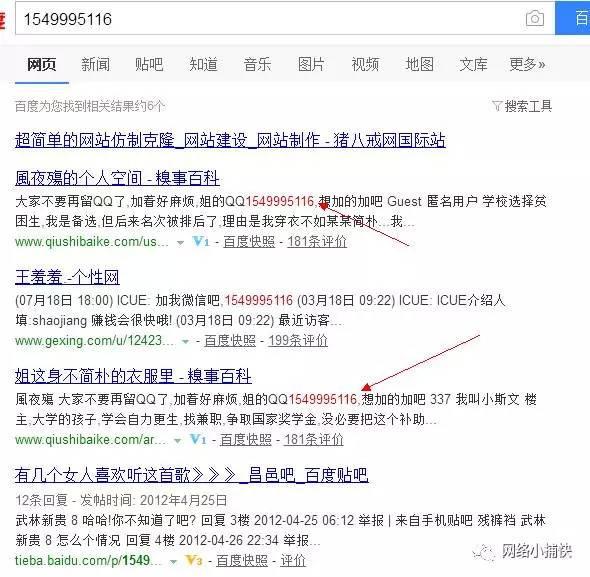 1549995116
百
网页 新闻 贴吧 知道 音乐 图片 视频 地图 文库 更多»
百度为您找到相关结果约6个 搜索工具
超简单的网站仿制克隆_网站建设_网站制作 - 猪八戒网国际站
風夜殤的个人空间 - 糗事百科
大家不要再留QQ了,加着好麻烦,姐的QQ1549995116,想加的加吧 Guest 匿名用户 学校选择贫
困生,我是备选,但后来名次被排后了,理由是我穿衣不如某某简朴...我...
www.qiushibaike.com/us... V1 - 百度快照 - 181条评价
王羞羞.-个性网
(07月18日 18:00) ICUE: 加我微信吧,1549995116 (03月18日 09:22) ICUE: ICUE介绍人
填:shaojiang 赚钱会很快哦! (03月18日 09:22) 最近访客...
www.gexing.com/u/12423... - 百度快照 - 199条评价
姐这身不简朴的衣服里 - 糗事百科
風夜殤 大家不要再留QQ了,加着好麻烦,姐的QQ1549995116,想加的加吧 337 我叫小斯文 楼
主,大学的孩子,学会自力更生,找兼职,争取国家奖学金,没必要把这个补助...
www.qiushibaike.com/ar... V1 - 百度快照 - 181条评价
有几个女人喜欢听这首歌》》》_昌邑吧_百度贴吧
12条回复 - 发帖时间: 2012年4月25日
武林新贵 8 哈哈!你不知道了吧? 回复 3楼 2012-04-25 06:12 举报 | 来自手机贴吧 残裤裆 武林
新贵 8 怎么个情况 回复 4楼 2012-04-26 22:34 举报...
tieba.baidu.com/p/1549... V3 - 百度快照 - 评价
网络小捕快